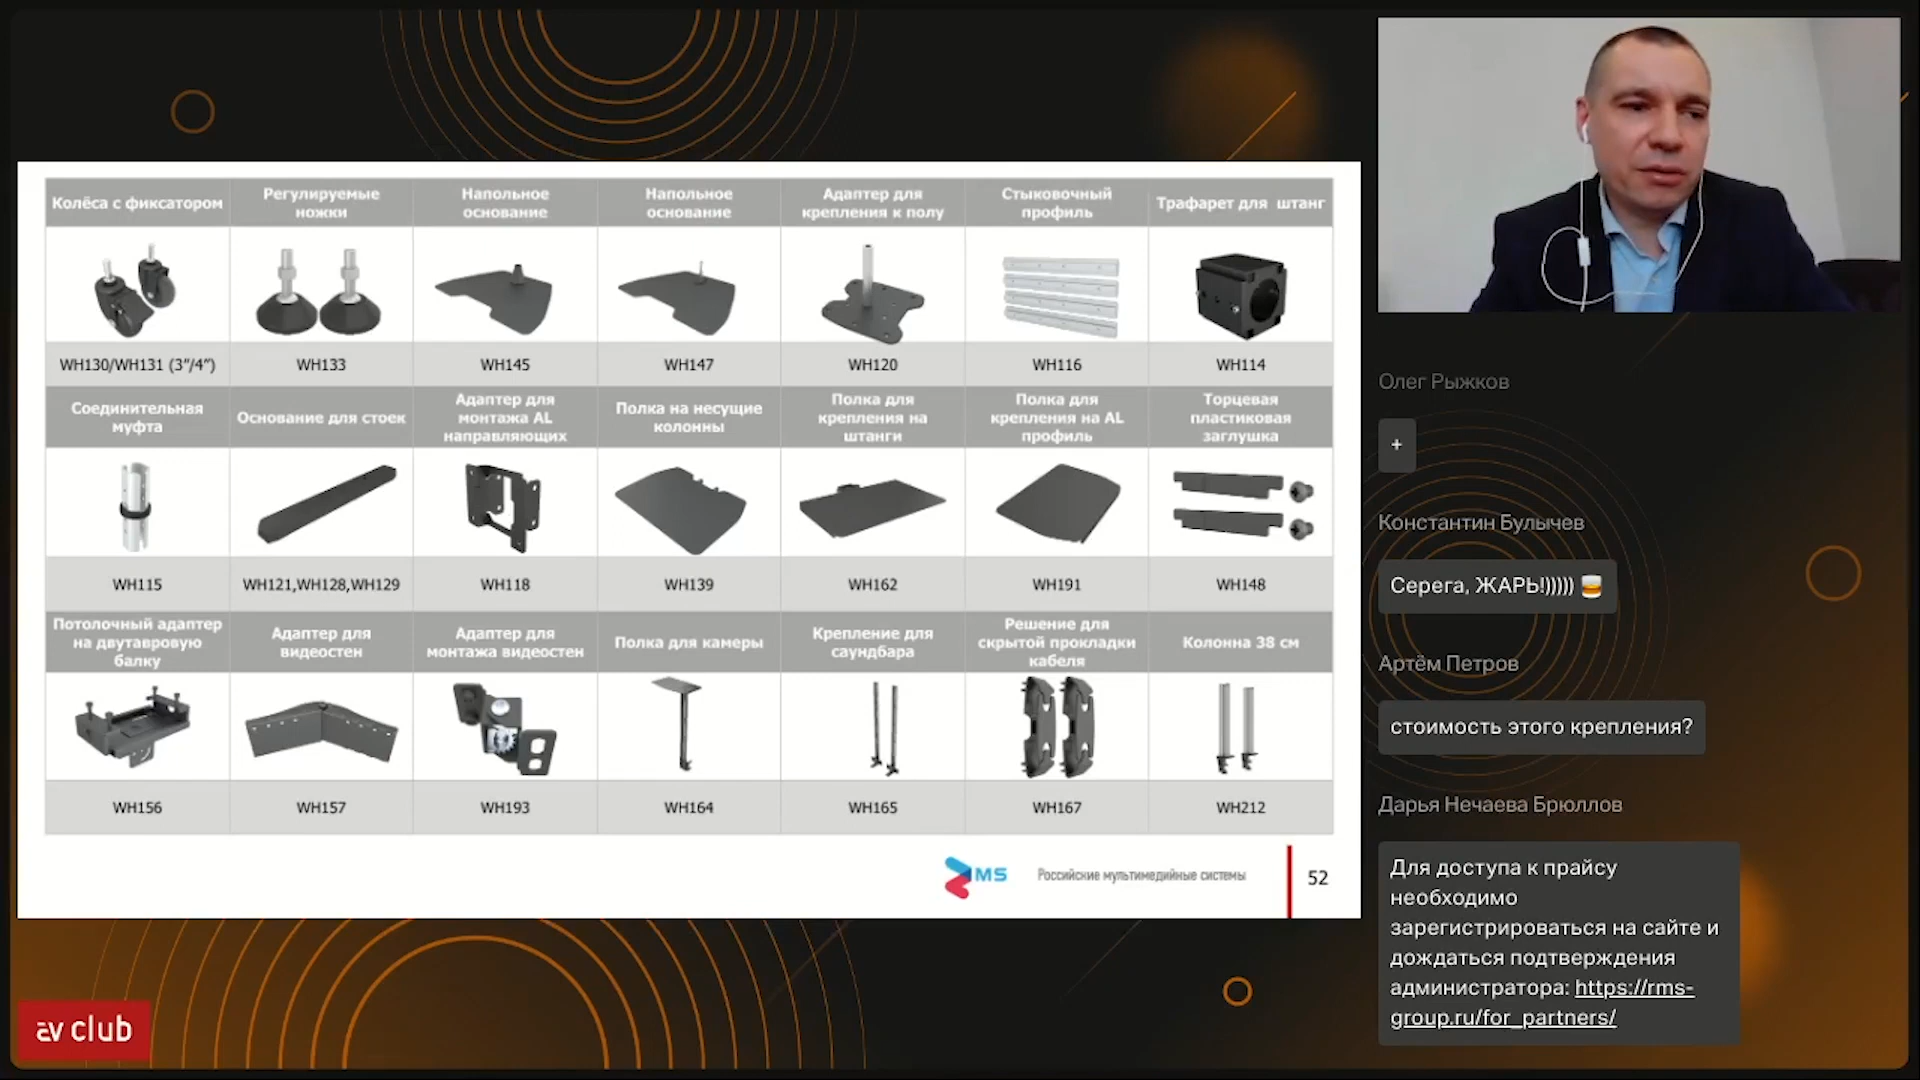 Колёса с фиксатором
Регулируемые
ножки
Напольное
основание
Напольное
основание
Адаптер для
крепления к полу
Стыковочный
профиль
Трафарет для штанг
WH130/WH131 (3”/4”)
WH133
WH145
WH147
WH120
WH116
WH114
Соединительная
муфта
Основание для стоек
Адаптер для
монтажа AL
направляющих
Полка на несущие
колонны
Полка для
крепления на
штанги
Полка для
крепления на AL
профиль
Торцевая
пластиковая
заглушка
WH115
WH121,WH128,WH129
WH118
WH139
WH162
WH191
WH148
Потолочный адаптер
на двутавровую
балку
Адаптер для
видеостен
Адаптер для
монтажа видеостен
Полка для камеры
Крепление для
саундбара
Решение для
скрытой прокладки
кабеля
Колонна 38 см
WH156
WH157
WH193
WH164
WH165
WH167
WH212
MS
Российские мультимедийные системы
52
av club
Олег Рыжков
+
Константин Булычев
Серега, ЖАРЬ!))))) 🥃
Артём Петров
стоимость этого крепления?
Дарья Нечаева Брюллов
Для доступа к прайсу
необходимо
зарегистрироваться на сайте и
дождаться подтверждения
администратора: https://rms-
group.ru/for_partners/